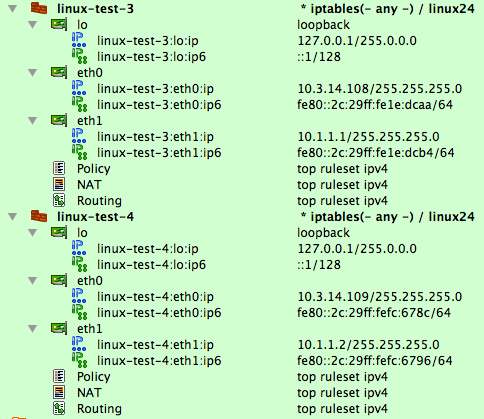 linux-test-3 * iptables(- any -) / linux24
lo loopback
linux-test-3:lo:ip 127.0.0.1/255.0.0.0
linux-test-3:lo:ip6 ::1/128
eth0
linux-test-3:eth0:ip 10.3.14.108/255.255.255.0
linux-test-3:eth0:ip6 fe80::2c:29ff:fe1e:dcaa/64
eth1
linux-test-3:eth1:ip 10.1.1.1/255.255.255.0
linux-test-3:eth1:ip6 fe80::2c:29ff:fe1e:dcb4/64
Policy top ruleset ipv4
NAT top ruleset ipv4
Routing top ruleset ipv4
linux-test-4 * iptables(- any -) / linux24
lo loopback
linux-test-4:lo:ip 127.0.0.1/255.0.0.0
linux-test-4:lo:ip6 ::1/128
eth0
linux-test-4:eth0:ip 10.3.14.109/255.255.255.0
linux-test-4:eth0:ip6 fe80::2c:29ff:fefc:678c/64
eth1
linux-test-4:eth1:ip 10.1.1.2/255.255.255.0
linux-test-4:eth1:ip6 fe80::2c:29ff:fefc:6796/64
Policy top ruleset ipv4
NAT top ruleset ipv4
Routing top ruleset ipv4